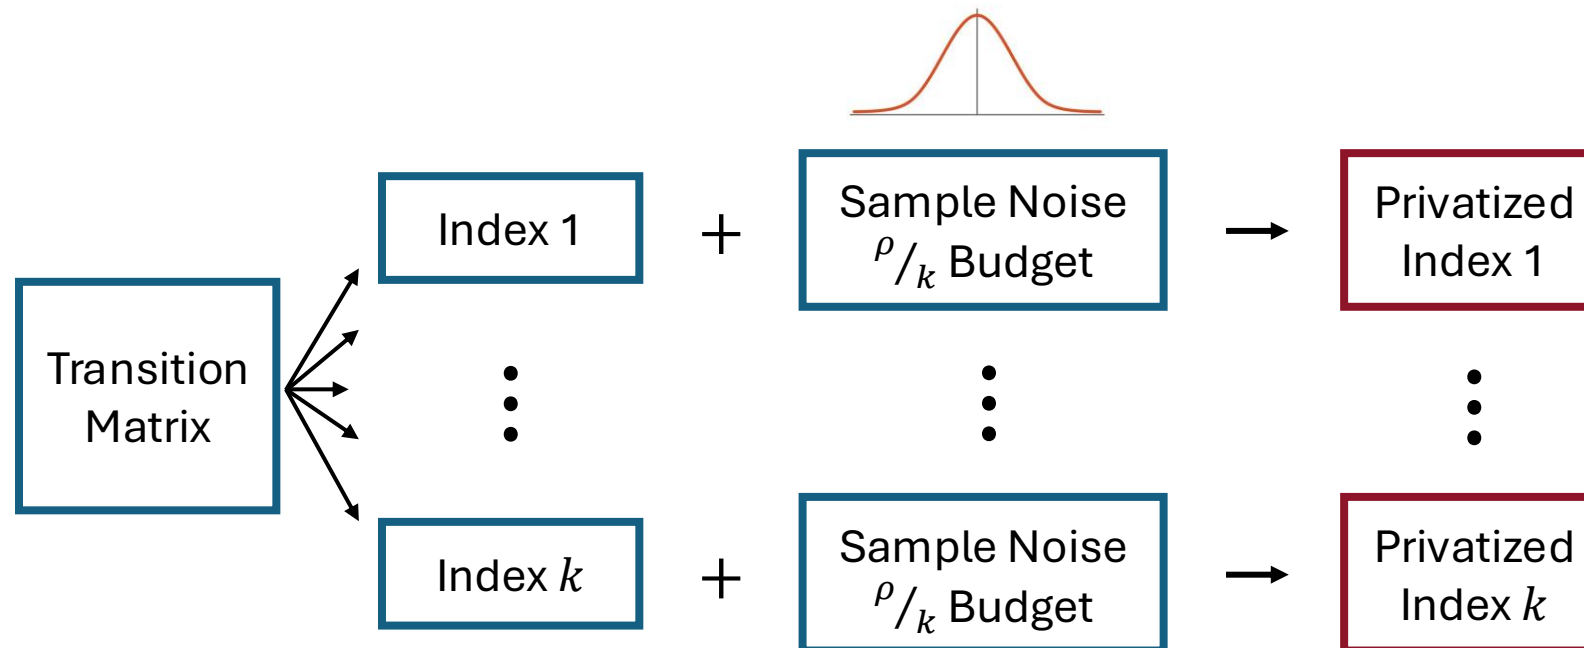 Transition
Matrix
Index 1
+
Sample Noise
ρ/k Budget
Privatized
Index 1
Index k
+
Sample Noise
ρ/k Budget
Privatized
Index k